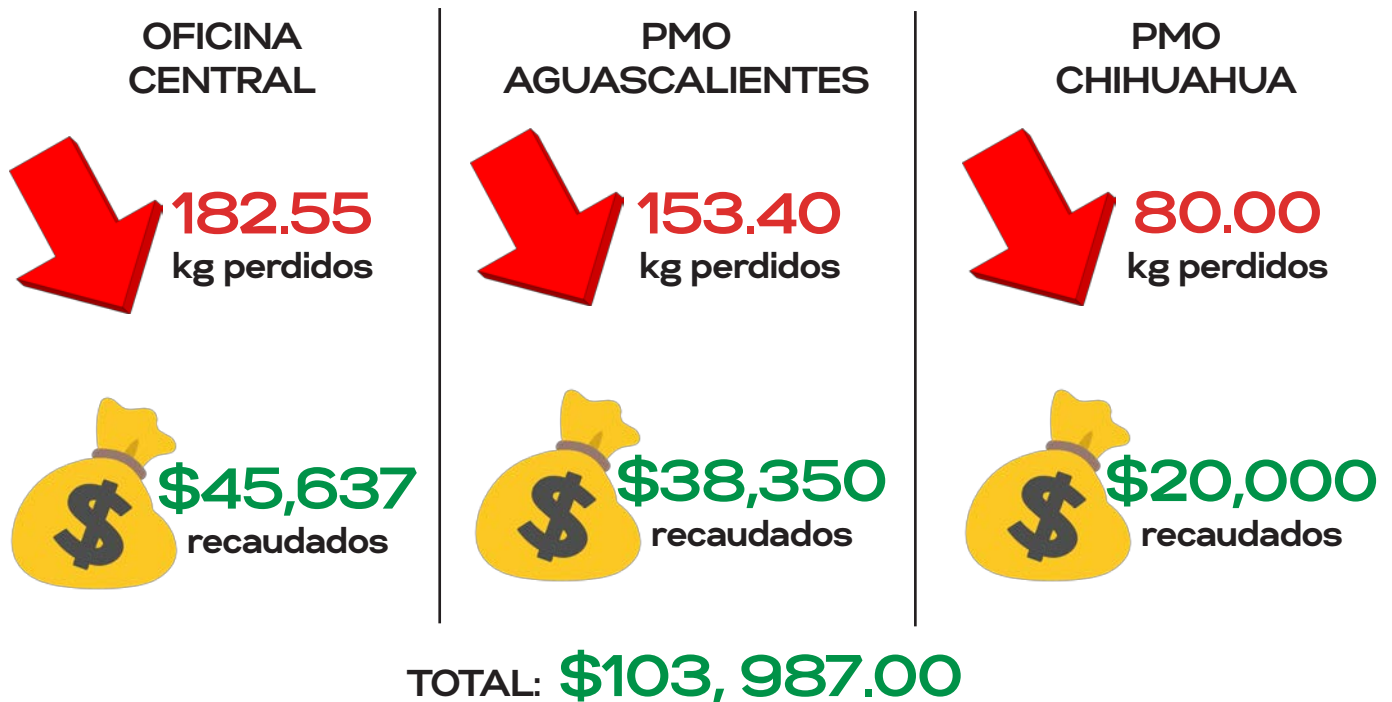 OFICINA
CENTRAL
182.55
kg perdidos
$45,637
recaudados
PMO
AGUASCALIENTES
153.40
kg perdidos
$38,350
recaudados
PMO
CHIHUAHUA
80.00
kg perdidos
$20,000
recaudados
TOTAL: $103, 987.00